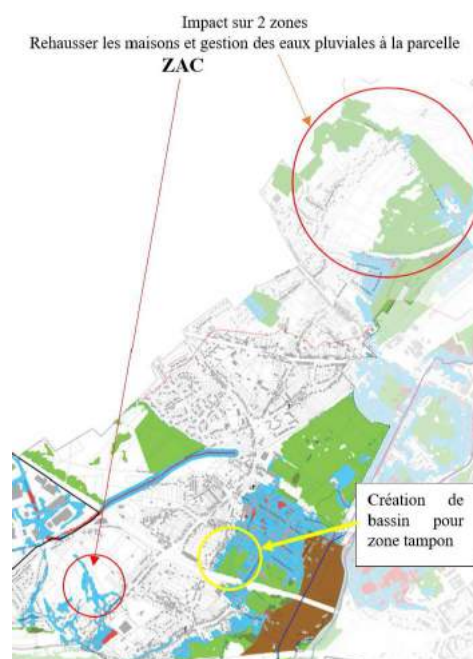 Impact sur 2 zones
Rehausser les maisons et gestion des eaux pluviales à la parcelle
ZAC
Création de
bassin pour
zone tampon